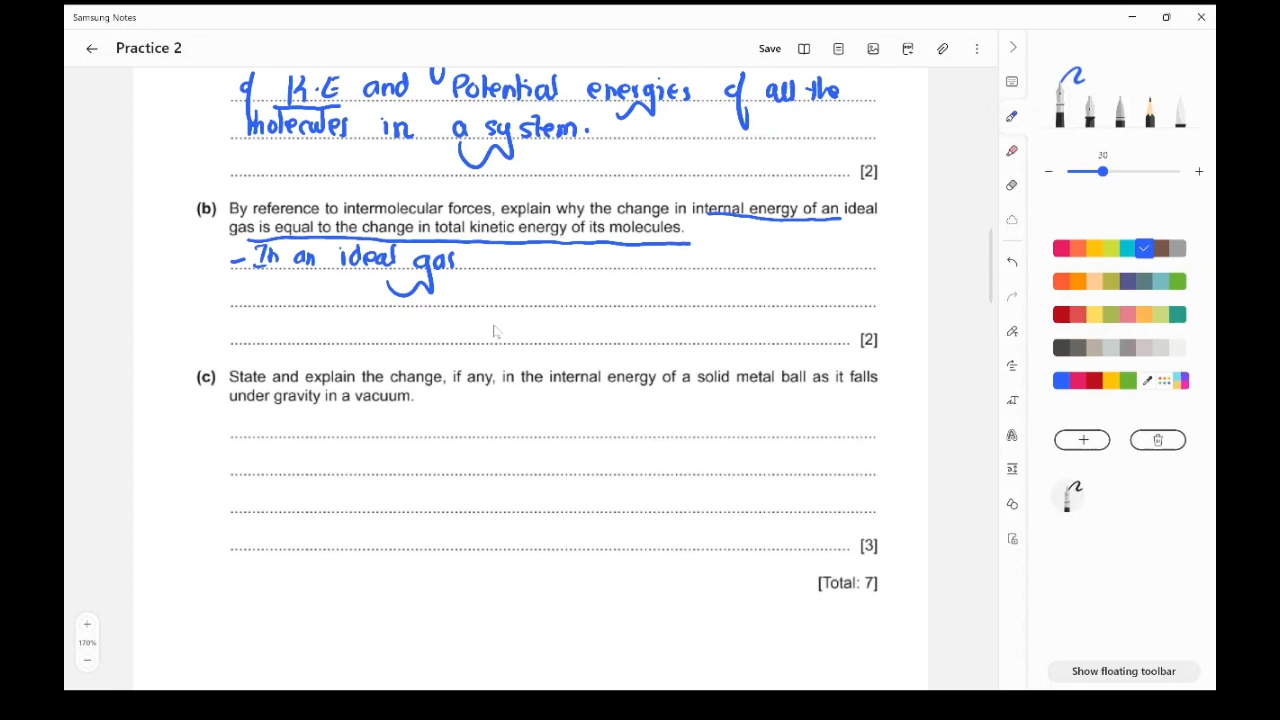 Samsung Notes
Practice 2
Save
of K.E and Potential energies of all the
molecules in a system.
[2]
(b) By reference to intermolecular forces, explain why the change in internal energy of an ideal
gas is equal to the change in total kinetic energy of its molecules.
- In an ideal gas
[2]
(c) State and explain the change, if any, in the internal energy of a solid metal ball as it falls
under gravity in a vacuum.
[3]
[Total: 7]
30
170%
Show floating toolbar